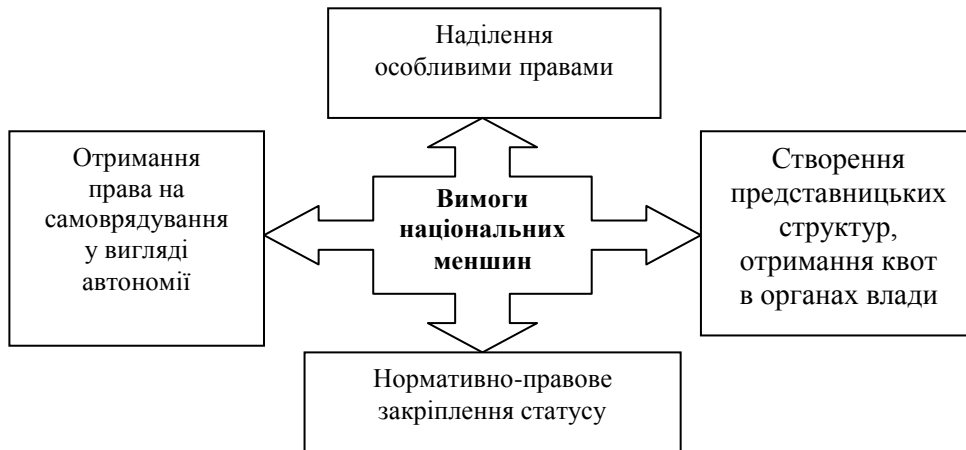 Наділення
особливими правами
Отримання
права на
самоврядування
у вигляді
автономії
Вимоги
національних
меншин
Створення
представницьких
структур,
отримання квот
в органах влади
Нормативно-правове
закріплення статусу